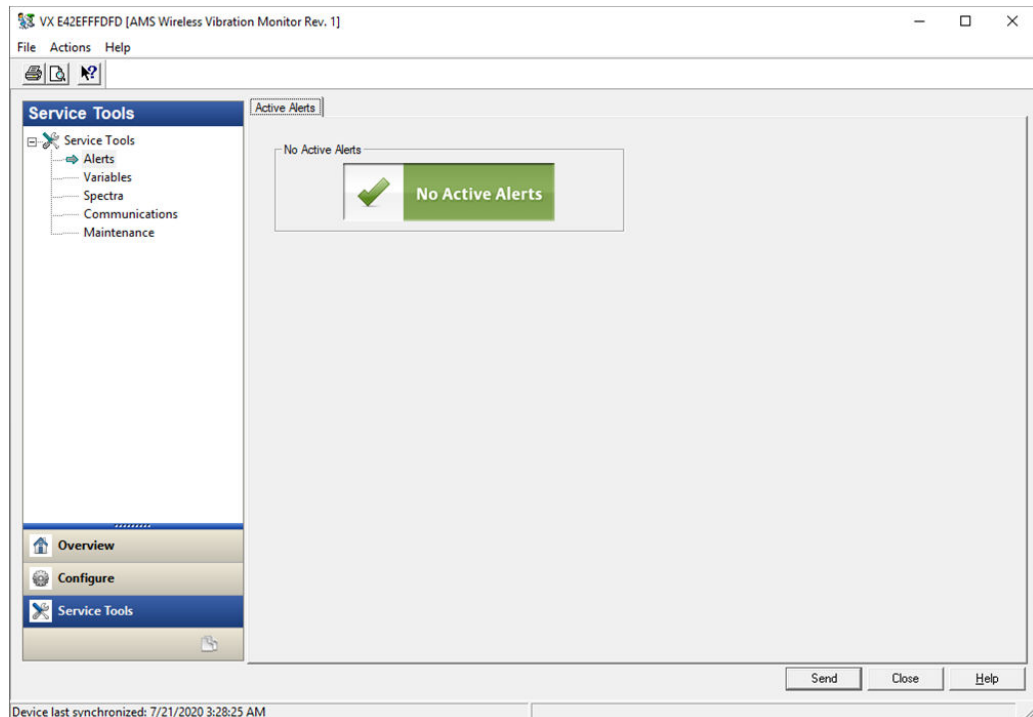 VX E42EFFFDFD [AMS Wireless Vibration Monitor Rev. 1]
File Actions Help
Service Tools
Service Tools
Alerts
Variables
Spectra
Communications
Maintenance
Overview
Configure
Service Tools
Active Alerts
No Active Alerts
No Active Alerts
Send Close Help
Device last synchronized: 7/21/2020 3:28:25 AM